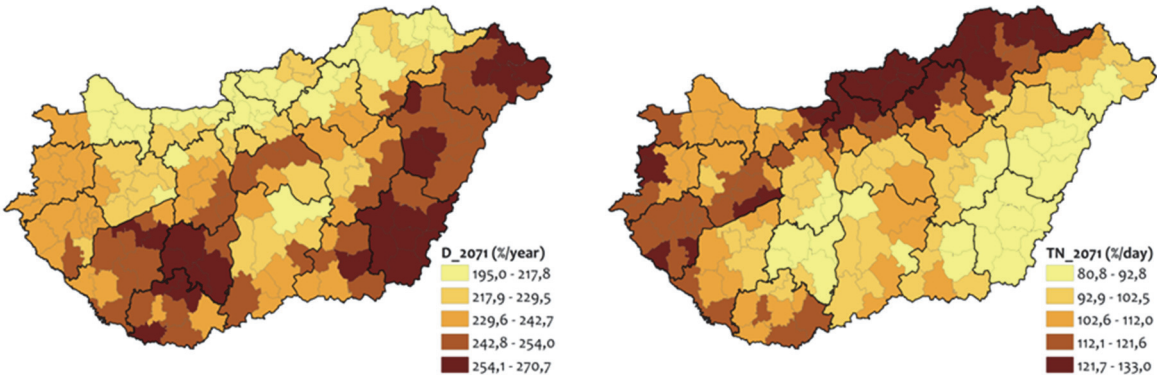 D_2071 (%/year)
195,0 - 217,8
217,9 - 229,5
229,6 - 242,7
242,8 - 254,0
254,1 - 270,7
TN_2071 (%/day)
80,8 - 92,8
92,9 - 102,5
102,6 - 112,0
112,1 - 121,6
121,7 - 133,0